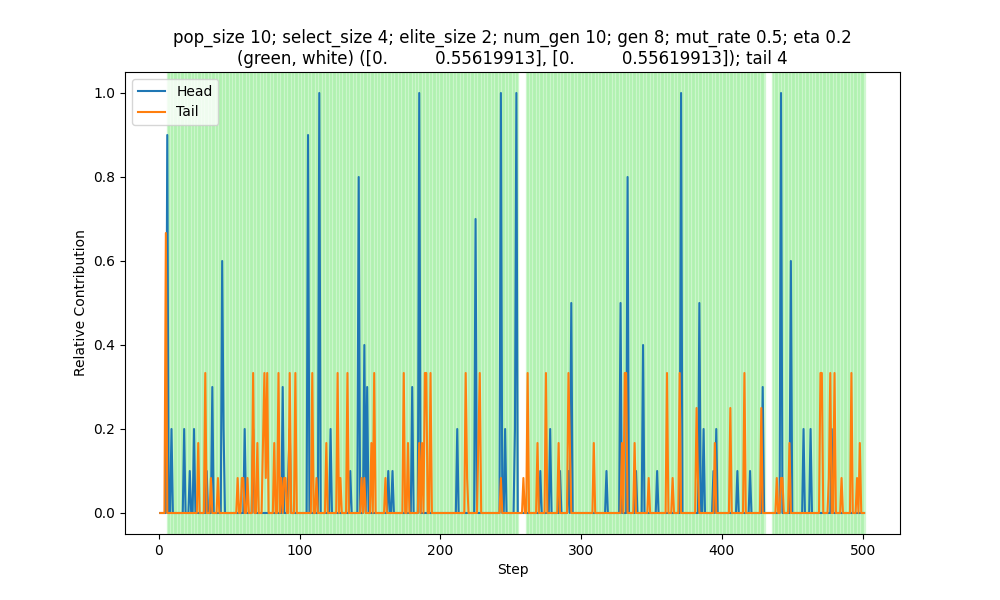 pop_size 10; select_size 4; elite_size 2; num_gen 10; gen 8; mut_rate 0.5; eta 0.2
(green, white) ([0. 0.55619913], [0. 0.55619913]); tail 4
Head
Tail
1.0
0.8
0.6
0.4
0.2
0.0
Relative Contribution
0 100 200 300 400 500
Step